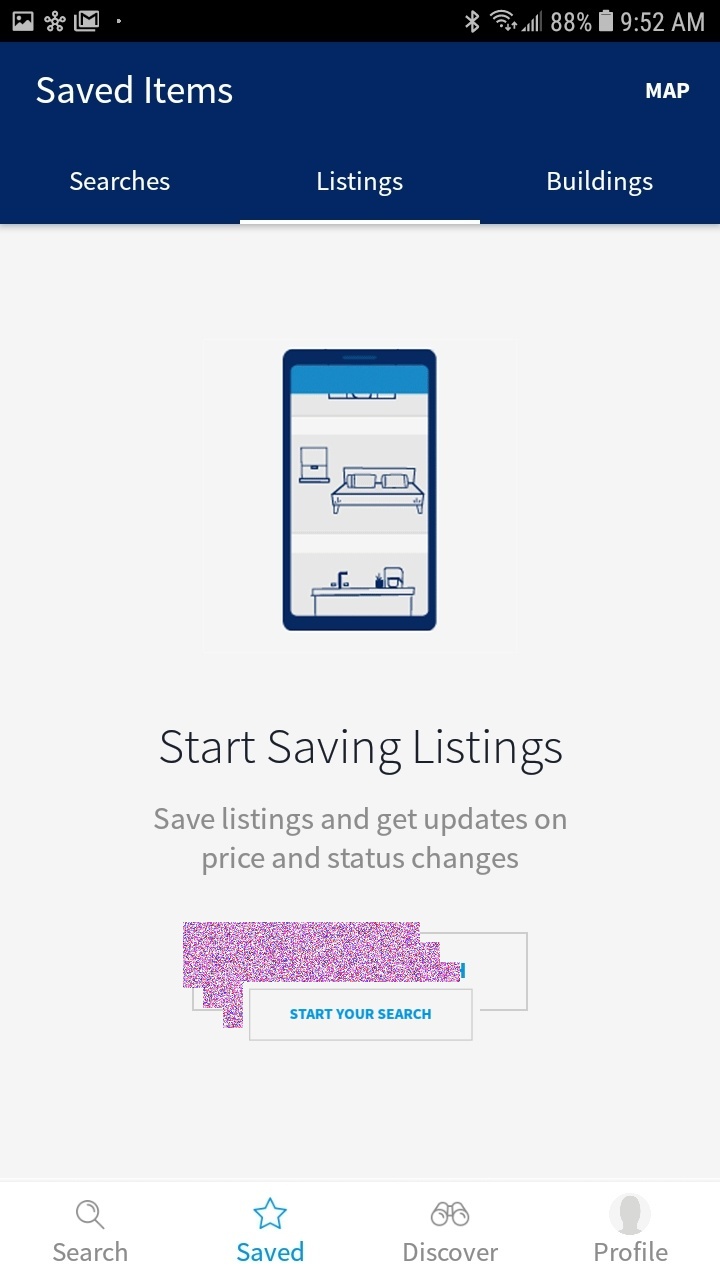 88% 9:52 AM
Saved Items
MAP
Searches Listings Buildings
Start Saving Listings
Save listings and get updates on
price and status changes
START YOUR SEARCH
Search Saved Discover Profile